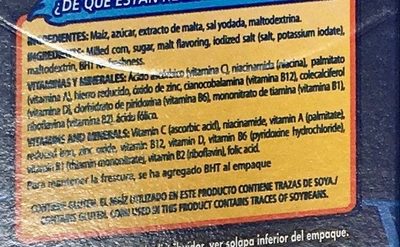 ¿DE QUÉ ESTÁN
INGREDIENTES: Maíz, azúcar, extracto de malta, sal yodada, maltodextrina.
INGREDIENTS: Milled corn, sugar, malt flavoring, iodized salt (salt, potassium iodate),
maltodextrin, BHT for freshness.
VITAMINAS Y MINERALES: Ácido ascórbico (vitamina C), niacinamida (niacina), palmitato
(vitamina A), hierro reducido, óxido de zinc, cianocobalamina (vitamina B12), colecalciferol
(vitamina D), clorhidrato de piridoxina (vitamina B6), mononitrato de tiamina (vitamina B1),
riboflavina (vitamina B2), ácido fólico.
VITAMINS AND MINERALS: Vitamin C (ascorbic acid), niacinamide, vitamin A (palmitate),
reduced iron, zinc oxide, vitamin B12, vitamin D, vitamin B6 (pyridoxine hydrochloride),
vitamin B1 (thiamin mononitrate), vitamin B2 (riboflavin), folic acid.
Para mantener la frescura, se ha agregado BHT al empaque
CONTIENE GLUTEN. EL MAÍZ UTILIZADO EN ESTE PRODUCTO CONTIENE TRAZAS DE SOYA./
CONTAINS GLUTEN. CORN USED IN THIS PRODUCT CONTAINS TRACES OF SOYBEANS.
ver solapa inferior del empaque.